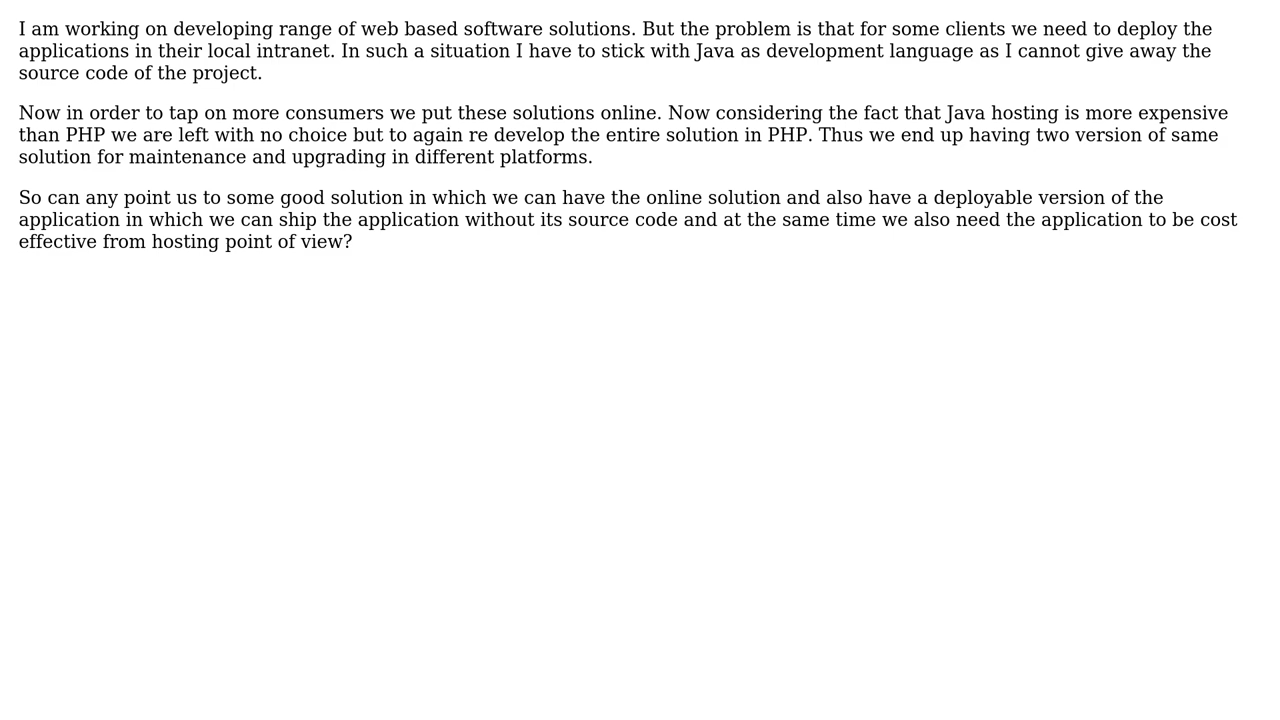 I am working on developing range of web based software solutions. But the problem is that for some clients we need to deploy the
applications in their local intranet. In such a situation I have to stick with Java as development language as I cannot give away the
source code of the project.
Now in order to tap on more consumers we put these solutions online. Now considering the fact that Java hosting is more expensive
than PHP we are left with no choice but to again re develop the entire solution in PHP. Thus we end up having two version of same
solution for maintenance and upgrading in different platforms.
So can any point us to some good solution in which we can have the online solution and also have a deployable version of the
application in which we can ship the application without its source code and at the same time we also need the application to be cost
effective from hosting point of view?